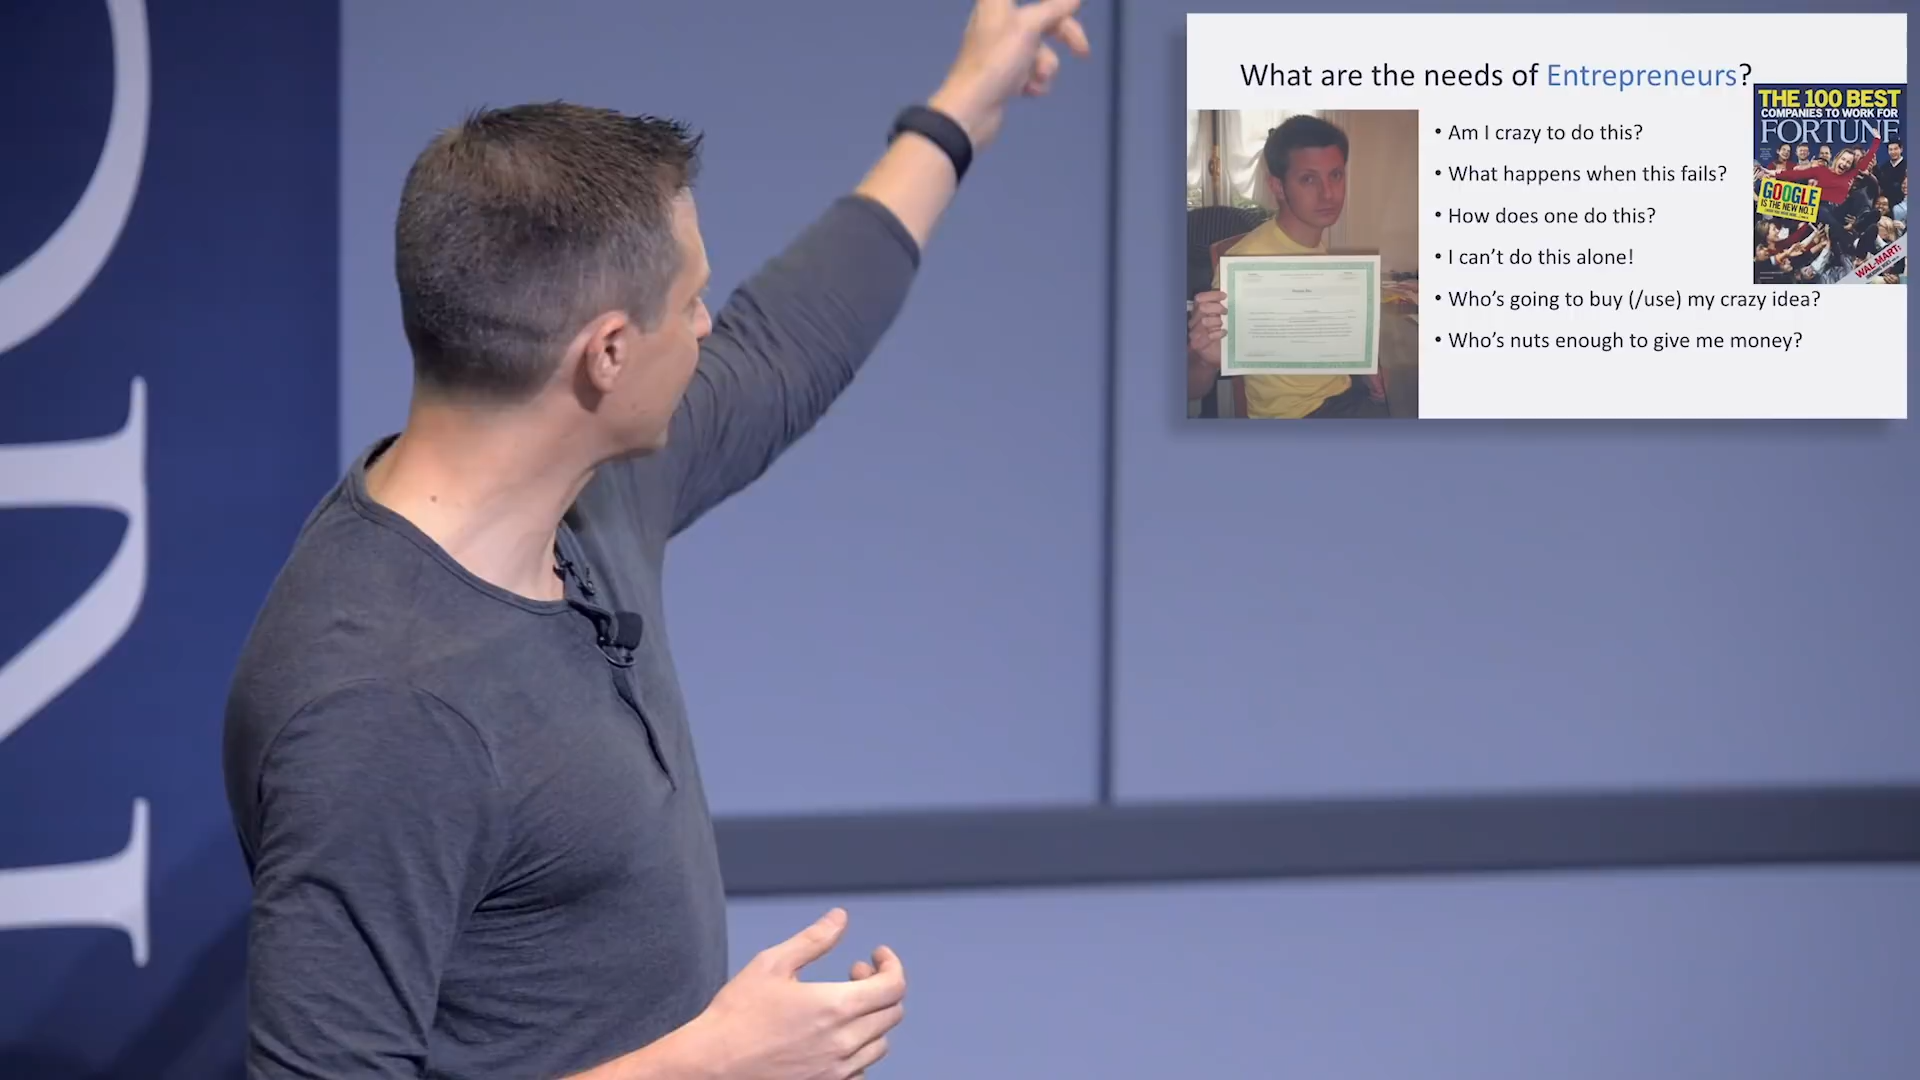 What are the needs of Entrepreneurs?
• Am I crazy to do this?
• What happens when this fails?
• How does one do this?
• I can't do this alone!
• Who's going to buy (/use) my crazy idea?
• Who's nuts enough to give me money?
THE 100 BEST
COMPANIES TO WORK FOR
FORTUNE
GOOGLE
IS THE NEW NO. 1
WAL-MART: